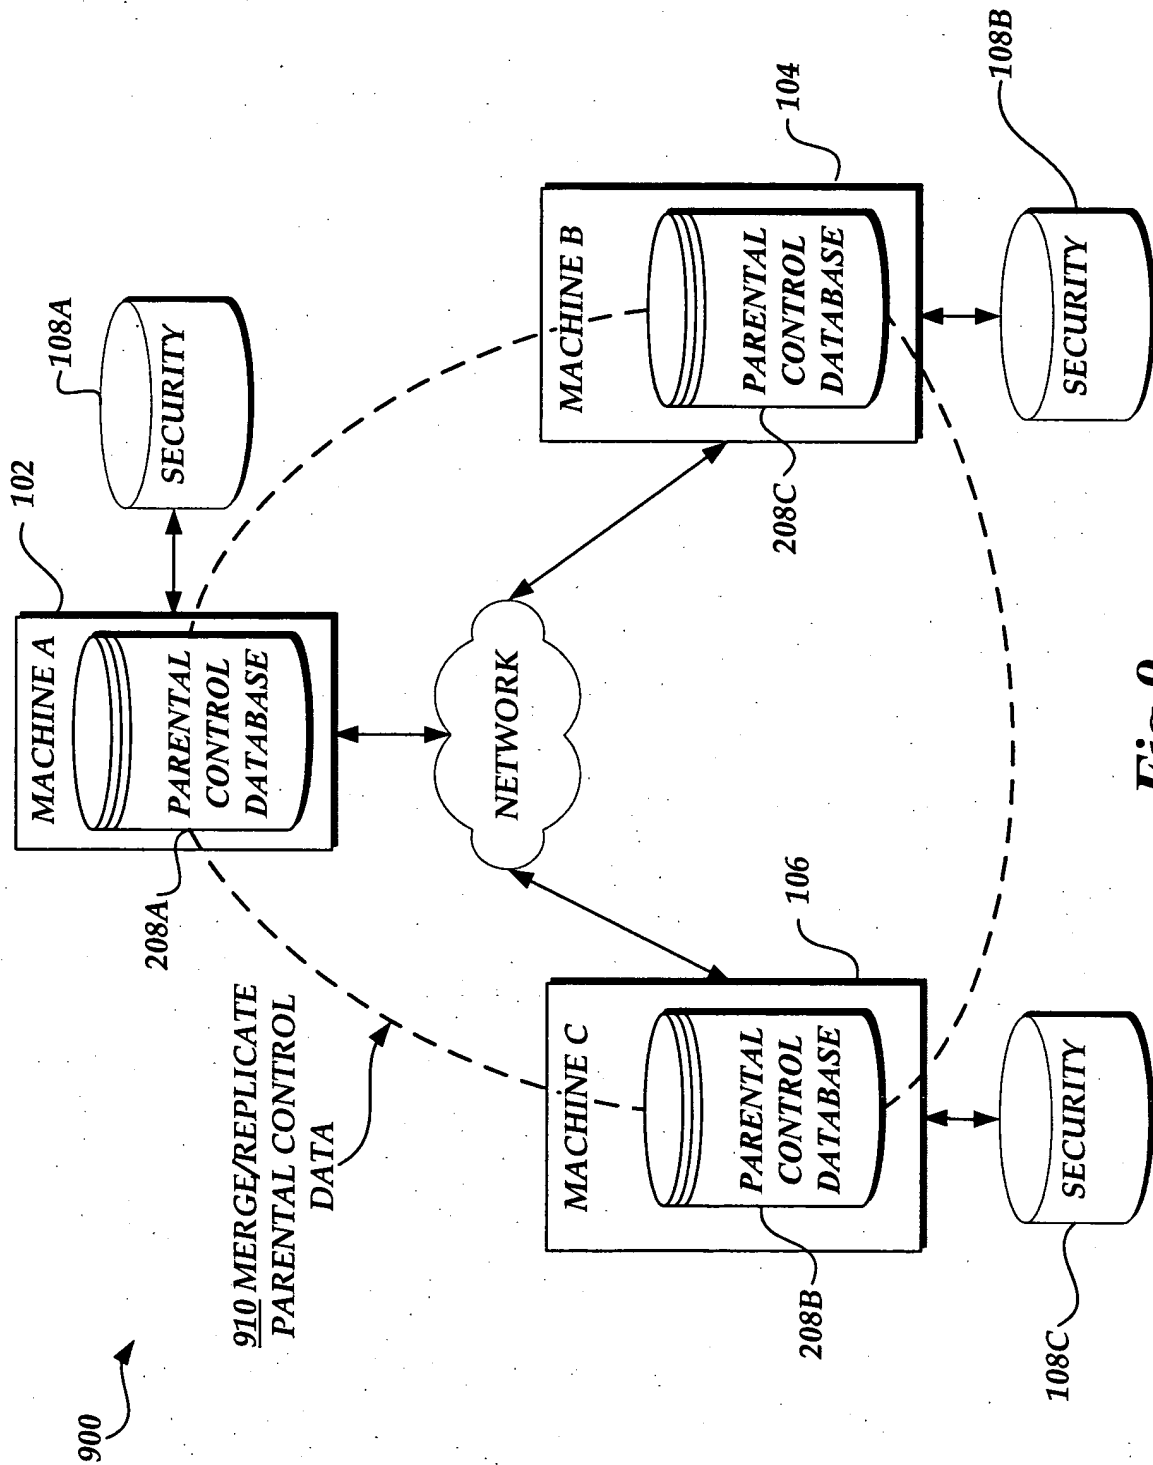 900
910 MERGE/REPLICATE
PARENTAL CONTROL
DATA
MACHINE A
PARENTAL
CONTROL
DATABASE
208A
102
108A
SECURITY
NETWORK
MACHINE C
PARENTAL
CONTROL
DATABASE
208B
106
108C
SECURITY
MACHINE B
PARENTAL
CONTROL
DATABASE
208C
104
108B
SECURITY